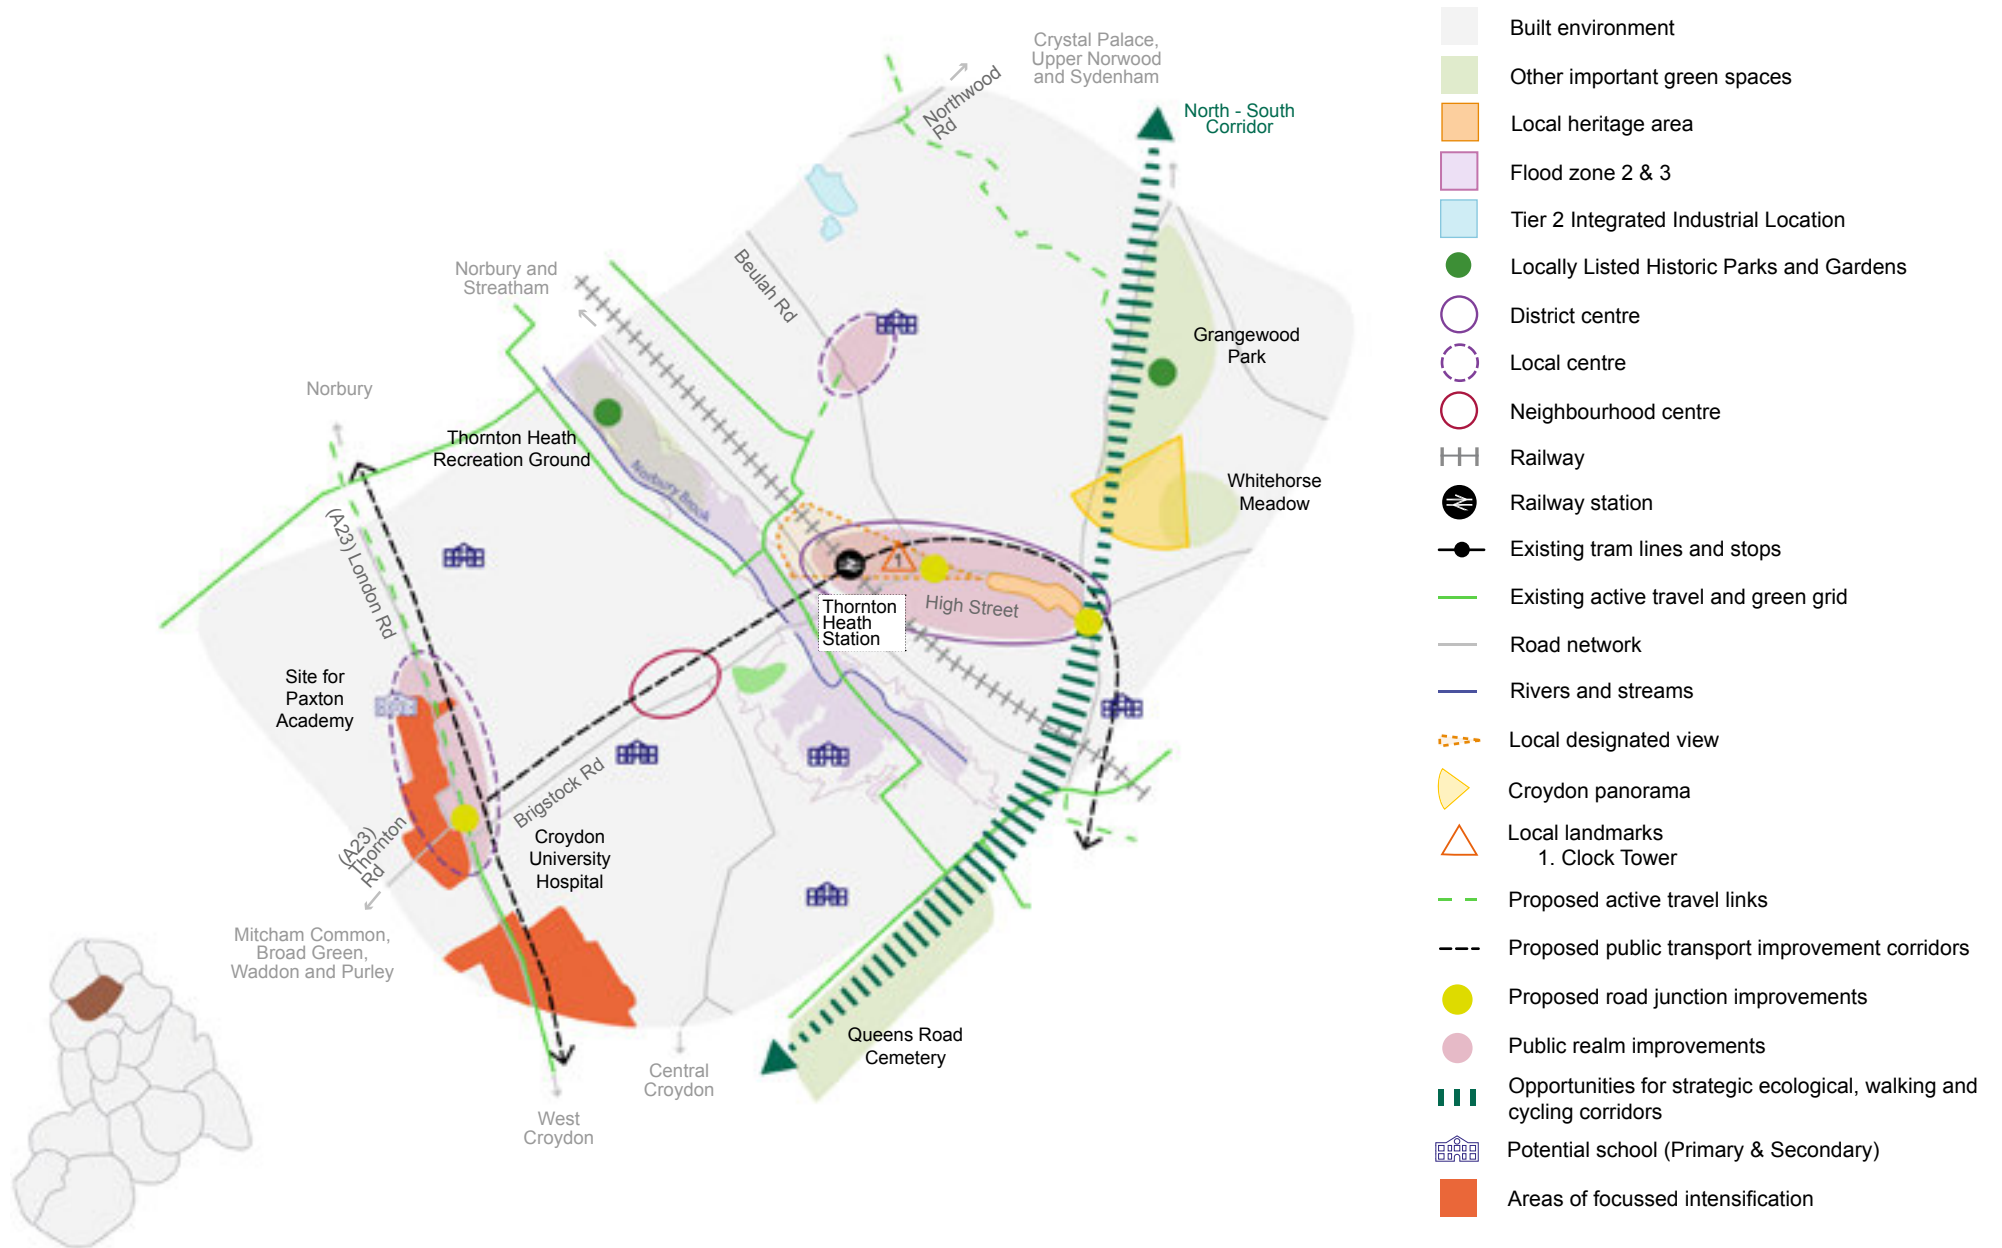 Crystal Palace,
Upper Norwood
and Sydenham
Northwood
Rd
North - South
Corridor
Norbury and
Streatham
Beulah Rd
Grangewood
Park
Norbury
Thornton Heath
Recreation Ground
Norbury Brook
Whitehorse
Meadow
(A23) London Rd
1
High Street
Thornton
Heath
Station
Site for
Paxton
Academy
Brigstock Rd
(A23)
Thornton
Rd
Croydon
University
Hospital
Mitcham Common,
Broad Green,
Waddon and Purley
Queens Road
Cemetery
Central
Croydon
West
Croydon
Built environment
Other important green spaces
Local heritage area
Flood zone 2 & 3
Tier 2 Integrated Industrial Location
Locally Listed Historic Parks and Gardens
District centre
Local centre
Neighbourhood centre
Railway
Railway station
Existing tram lines and stops
Existing active travel and green grid
Road network
Rivers and streams
Local designated view
Croydon panorama
Local landmarks
1. Clock Tower
Proposed active travel links
Proposed public transport improvement corridors
Proposed road junction improvements
Public realm improvements
Opportunities for strategic ecological, walking and
cycling corridors
Potential school (Primary & Secondary)
Areas of focussed intensification